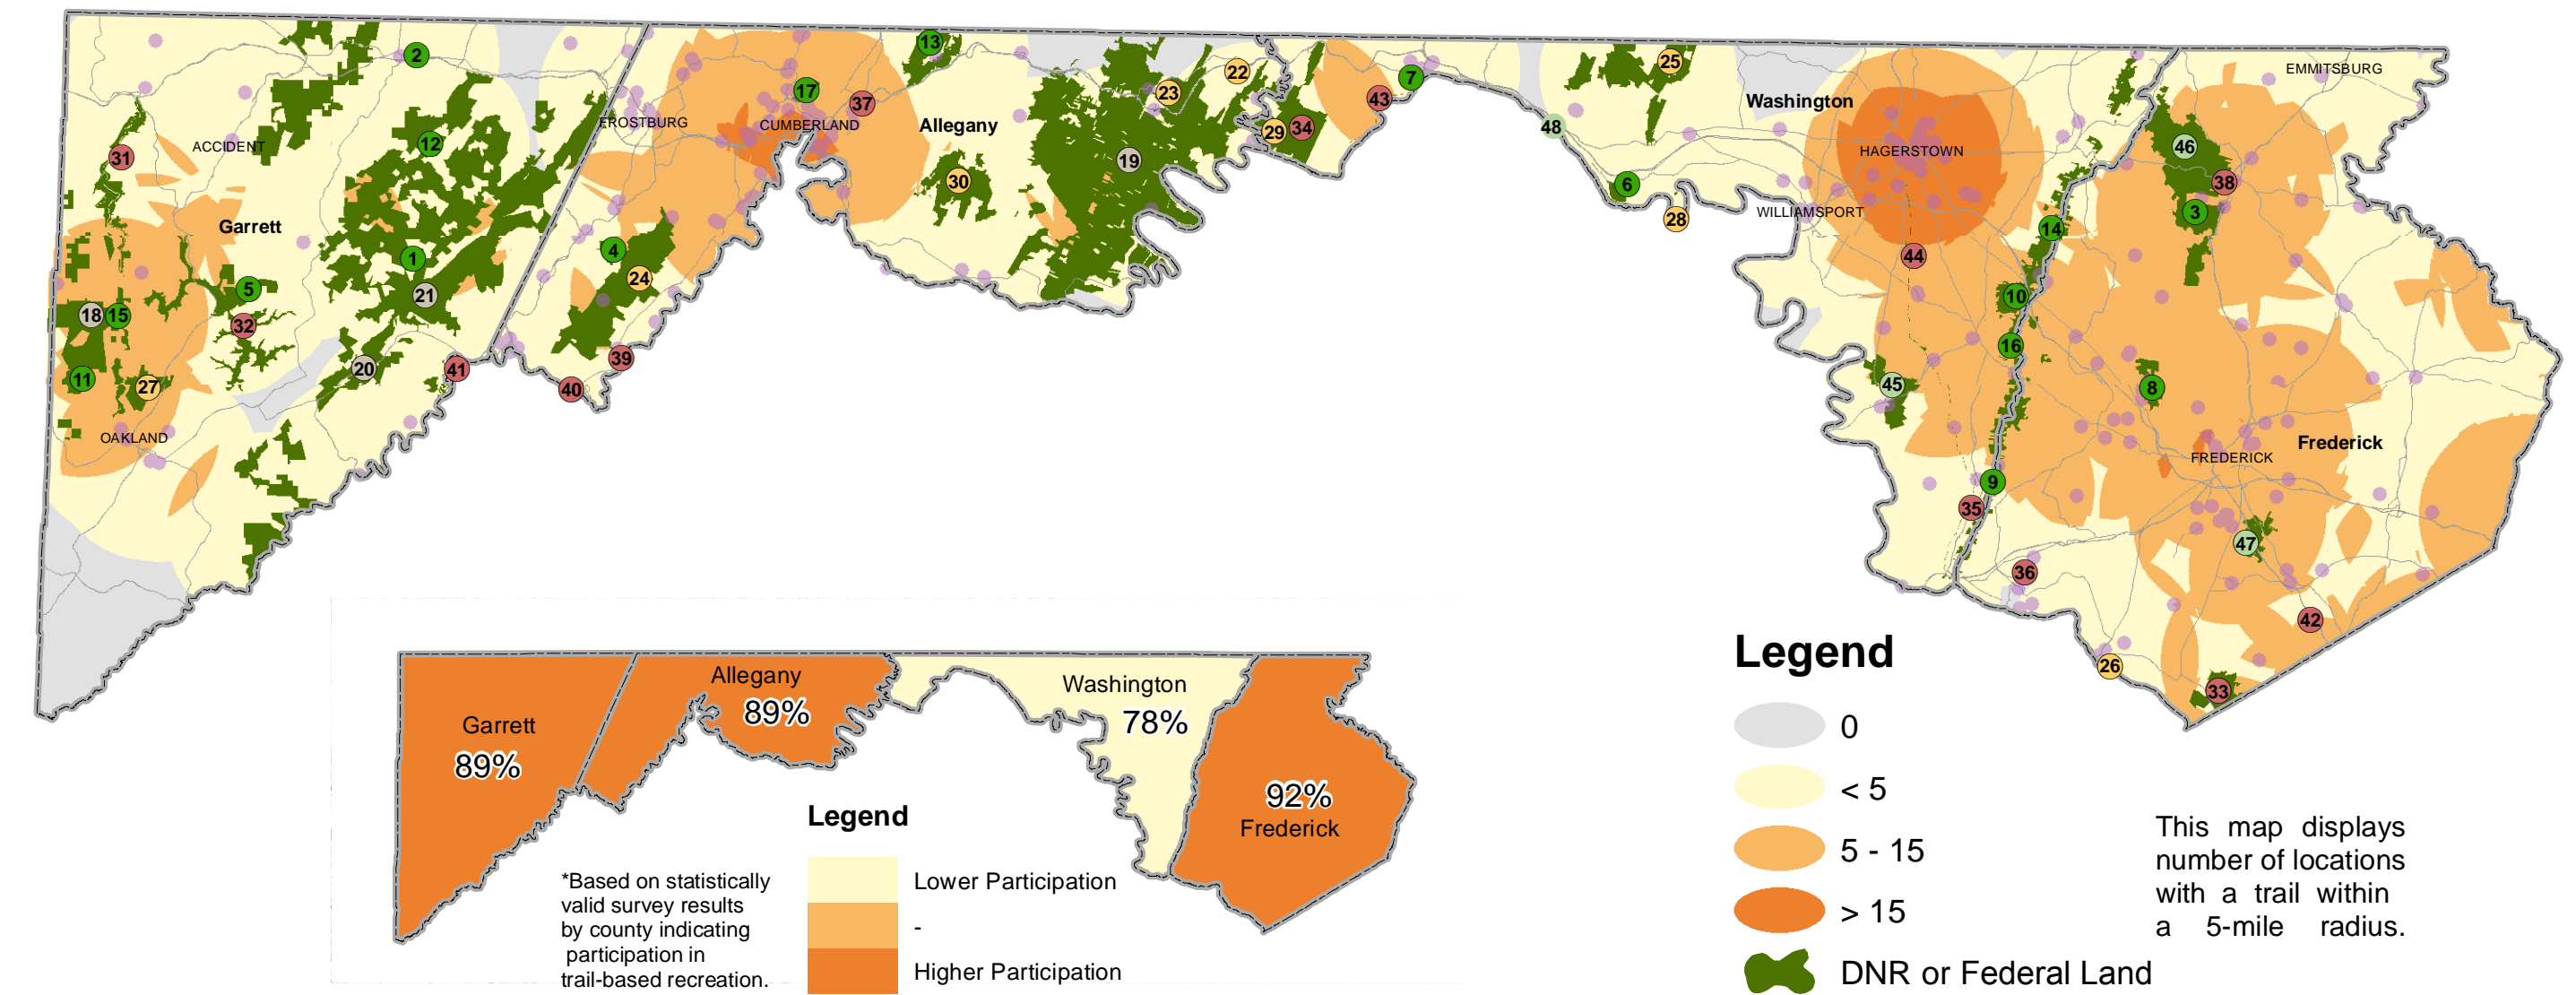 13
2
25
EMMITSBURG
22
7
17
23
Washington
37
43
CUMBERLAND
FROSTBURG
Allegany
48
29
34
12
ACCIDENT
46
HAGERSTOWN
31
19
30
38
6
WILLIAMSPORT
3
28
Garrett
14
4
44
1
24
5
21
10
18
15
32
16
39
20
41
11
27
40
45
8
OAKLAND
Frederick
FREDERICK
9
35
47
36
42
26
33
Garrett
89%
Allegany
89%
Washington
78%
92%
Frederick
*Based on statistically
valid survey results
by county indicating
participation in
trail-based recreation.
Legend
Lower Participation
-
Higher Participation
Legend
0
< 5
5 - 15
> 15
DNR or Federal Land
This map displays
number of locations
with a trail within
a 5-mile radius.